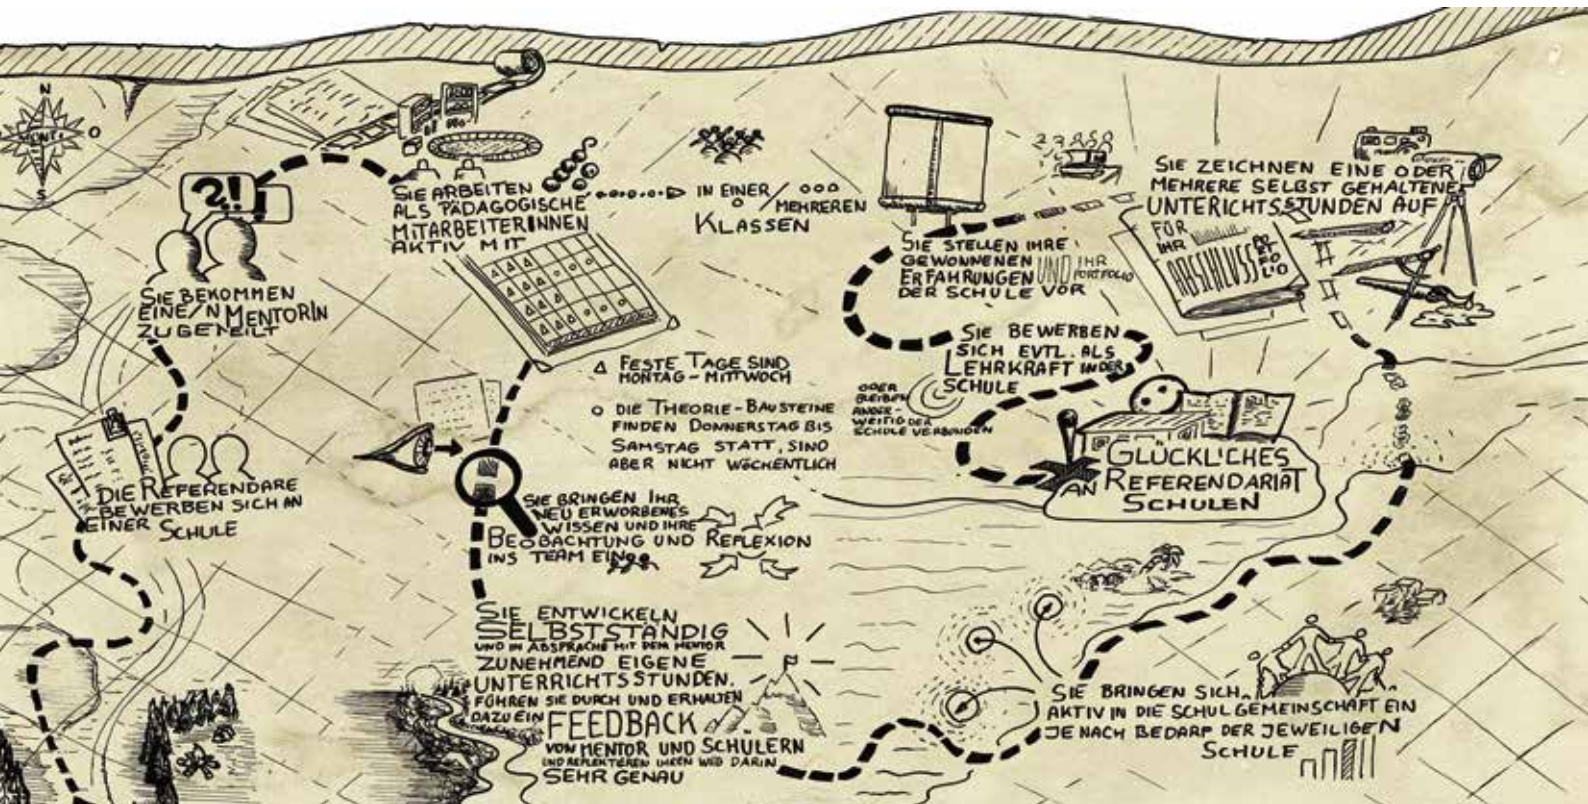 N
S
O
?!!
DIE REFERENDARE
BEWERBEN SICH AN
EINER SCHULE
SIE BEKOMMEN
EINE/N MENTORIN
ZUGETEILT
SIE ARBEITEN
ALS PÄDAGOGISCHE
MITARBEITERINNEN
AKTIV MIT
IN EINER/
MEHREREN
KLASSEN
FESTE TAGE SIND
MONTAG-MITTWOCH
DIE THEORIE-BAUSTEINE
FINDEN DONNERSTAG BIS
SAMSTAG STATT, SIND
ABER NICHT WÖCHENTLICH
SIE BRINGEN IHR
NEU ERWORBENES
WISSEN UND IHRE
BEOBACHTUNG UND REFLEXION
INS TEAM EIN
SIE ENTWICKELN
SELBSTSTÄNDIG
UND IN ABSPRACHE MIT DEM MENTOR
ZUNEHMEND EIGENE
UNTERRICHTSSTUNDEN.
FÜHREN SIE DURCH UND ERHALTEN
DAZU EIN
FEEDBACK
VON MENTOR UND SCHÜLERN
UND REFLEKTIEREN IHREN WEG DARIN
SEHR GENAU
SIE BRINGEN SICH
AKTIV IN DIE SCHULGEMEINSCHAFT EIN
JE NACH BEDARF DER JEWEILIGEN
SCHULE
SIE ZEICHNEN EINE ODER
MEHRERE SELBST GEHALTENE
UNTERICHTSSTUNDEN AUF
FÜR
IHR
ABSCHLUSS
PORTFOLIO
SIE STELLEN IHRE
GEWONNENEN
ERFAHRUNGEN UND IHR
PORTFOLIO
DER SCHULE VOR
SIE BEWERBEN
SICH EVTL. ALS
LEHRKRAFT IN DER
SCHULE
ODER
BLEIBEN
ANDER-
WEITIG DER
SCHULE VERBUNDEN
GLÜCKLICHES
REFERENDARIAT
AN SCHULEN